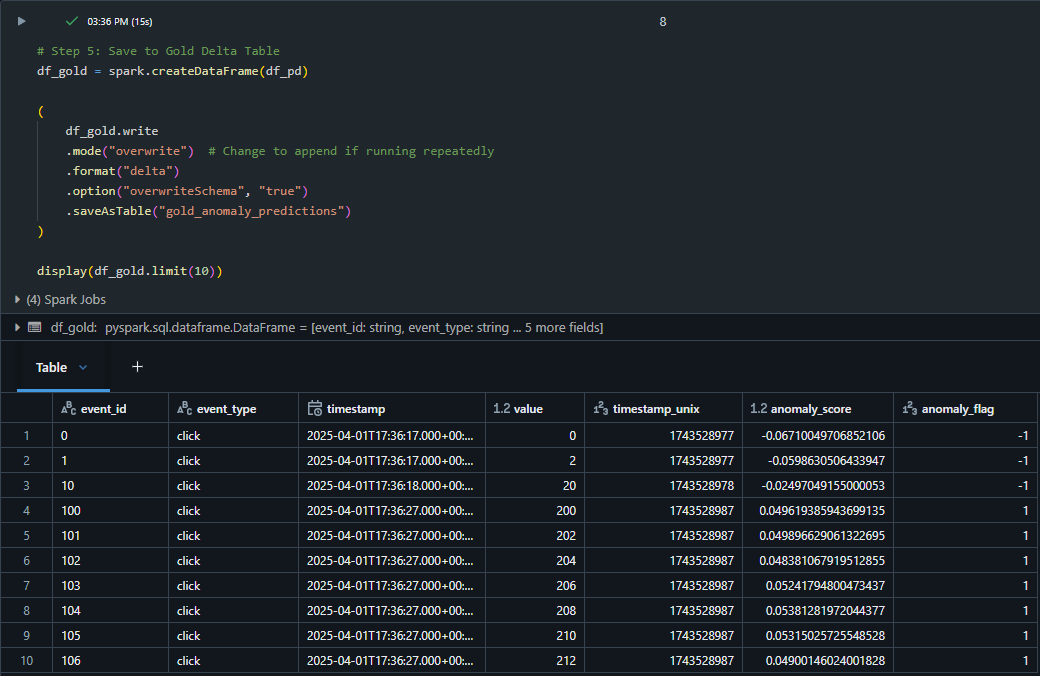 03:36 PM (15s)
8
# Step 5: Save to Gold Delta Table
df_gold = spark.createDataFrame(df_pd)
(
df_gold.write
.mode("overwrite")  # Change to append if running repeatedly
.format("delta")
.option("overwriteSchema", "true")
.saveAsTable("gold_anomaly_predictions")
)
display(df_gold.limit(10))
(4) Spark Jobs
df_gold: pyspark.sql.dataframe.DataFrame = [event_id: string, event_type: string ... 5 more fields]
Table +
ABC event_id ABC event_type timestamp 1.2 value 123 timestamp_unix 1.2 anomaly_score 123 anomaly_flag
1 0 click 2025-04-01T17:36:17.000+00:... 0 1743528977 -0.06710049706852106 -1
2 1 click 2025-04-01T17:36:17.000+00:... 2 1743528977 -0.0598630506433947 -1
3 10 click 2025-04-01T17:36:18.000+00:... 20 1743528978 -0.02497049155000053 -1
4 100 click 2025-04-01T17:36:27.000+00:... 200 1743528987 0.049619385943699135 1
5 101 click 2025-04-01T17:36:27.000+00:... 202 1743528987 0.049896629061322695 1
6 102 click 2025-04-01T17:36:27.000+00:... 204 1743528987 0.048381067919512855 1
7 103 click 2025-04-01T17:36:27.000+00:... 206 1743528987 0.05241794800473437 1
8 104 click 2025-04-01T17:36:27.000+00:... 208 1743528987 0.05381281972044377 1
9 105 click 2025-04-01T17:36:27.000+00:... 210 1743528987 0.05315025725548528 1
10 106 click 2025-04-01T17:36:27.000+00:... 212 1743528987 0.04900146024001828 1